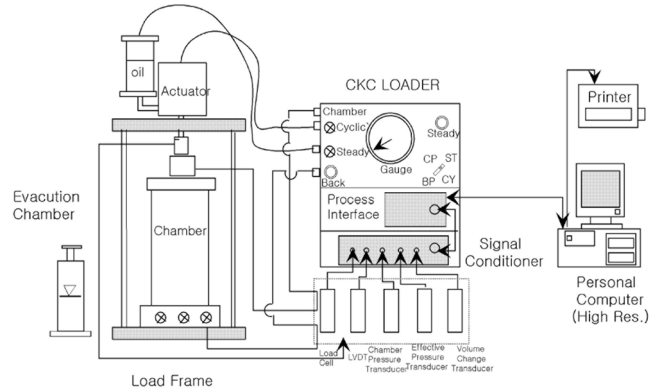 oil
Actuator
CKC LOADER
Chamber
Cyclic
Steady
Steady
Gauge
CP ST
BP CY
Back
Process
Interface
Signal
Conditioner
Printer
Personal
Computer
(High Res.)
Evacution
Chamber
Chamber
Load
Cell
LVDT
Chamber
Pressure
Transducer
Effective
Pressure
Transducer
Volume
Change
Transducer
Load Frame